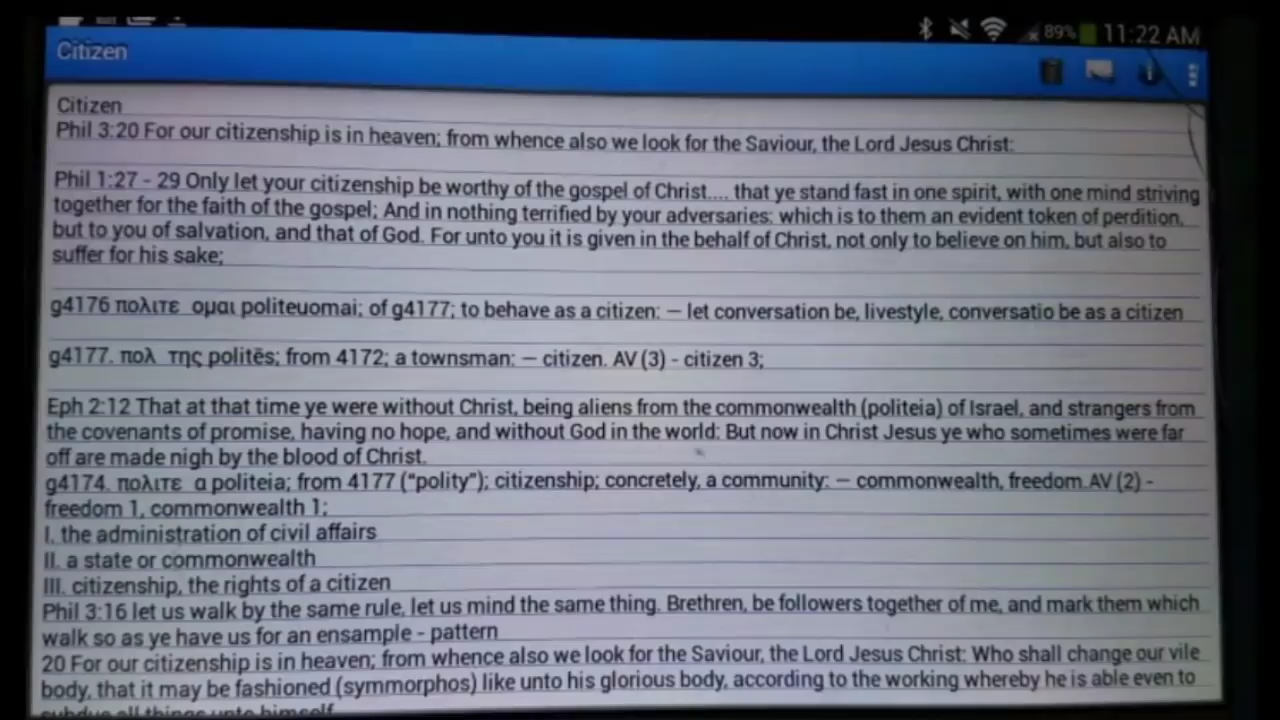 89% 11:22 AM
Citizen
Citizen
Phil 3:20 For our citizenship is in heaven; from whence also we look for the Saviour, the Lord Jesus Christ:
Phil 1:27 - 29 Only let your citizenship be worthy of the gospel of Christ.... that ye stand fast in one spirit, with one mind striving
together for the faith of the gospel; And in nothing terrified by your adversaries: which is to them an evident token of perdition,
but to you of salvation, and that of God. For unto you it is given in the behalf of Christ, not only to believe on him, but also to
suffer for his sake;
g4176 πολιτε ομαι politeuomai; of g4177; to behave as a citizen: – let conversation be, livestyle, conversatio be as a citizen
g4177. πολ της politēs; from 4172; a townsman: – citizen. AV (3) - citizen 3;
Eph 2:12 That at that time ye were without Christ, being aliens from the commonwealth (politeia) of Israel, and strangers from
the covenants of promise, having no hope, and without God in the world: But now in Christ Jesus ye who sometimes were far
off are made nigh by the blood of Christ.
g4174. πολιτε α politeia; from 4177 ("polity"); citizenship; concretely, a community: – commonwealth, freedom.AV (2) -
freedom 1, commonwealth 1;
I. the administration of civil affairs
II. a state or commonwealth
III. citizenship, the rights of a citizen
Phil 3:16 let us walk by the same rule, let us mind the same thing. Brethren, be followers together of me, and mark them which
walk so as ye have us for an ensample - pattern
20 For our citizenship is in heaven; from whence also we look for the Saviour, the Lord Jesus Christ: Who shall change our vile
body, that it may be fashioned (symmorphos) like unto his glorious body, according to the working whereby he is able even to
subdue all things unto himself